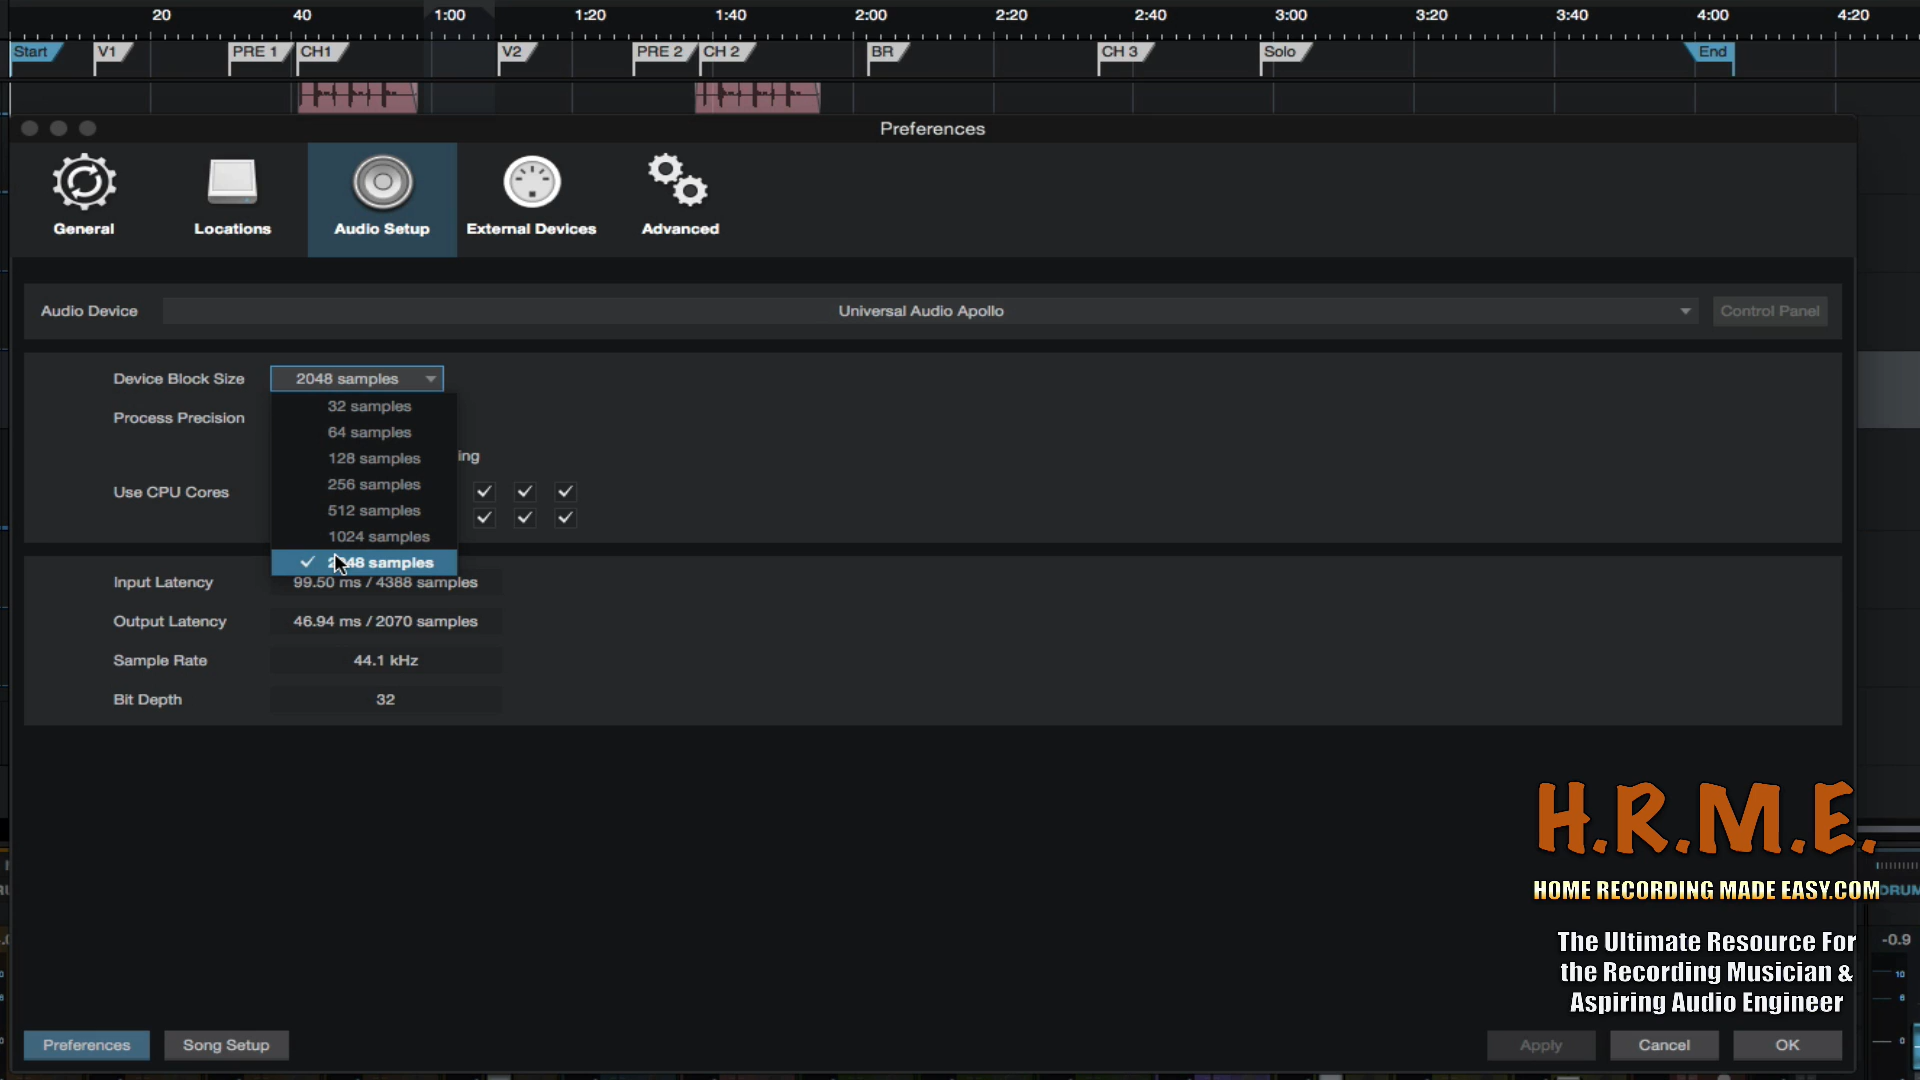 20 40 1:00 1:20 1:40 2:00 2:20 2:40 3:00 3:20 3:40 4:00 4:20
Start V1 PRE 1 CH1 V2 PRE 2 CH 2 BR CH 3 Solo End
Preferences
General Locations Audio Setup External Devices Advanced
Audio Device Universal Audio Apollo Control Panel
Device Block Size 2048 samples
32 samples
Process Precision
64 samples
128 samples
256 samples
Use CPU Cores
512 samples
1024 samples
samples
Input Latency 99.50 ms / 4388 samples
Output Latency 46.94 ms / 2070 samples
Sample Rate 44.1 kHz
Bit Depth 32
H.R.M.E.
HOME RECORDING MADE EASY.COM
The Ultimate Resource For
the Recording Musician &
Aspiring Audio Engineer
-0.9
10
6
0
Preferences Song Setup Apply Cancel OK